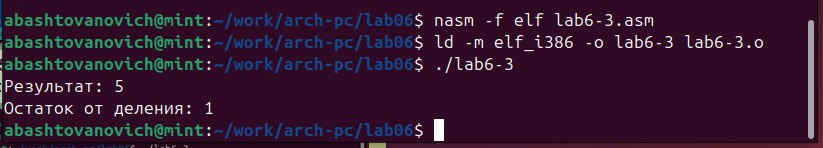 abashtovanovich@mint:~/work/arch-pc/lab06$ nasm -f elf lab6-3.asm
abashtovanovich@mint:~/work/arch-pc/lab06$ ld -m elf_i386 -o lab6-3 lab6-3.o
abashtovanovich@mint:~/work/arch-pc/lab06$ ./lab6-3
Результат: 5
Остаток от деления: 1
abashtovanovich@mint:~/work/arch-pc/lab06$